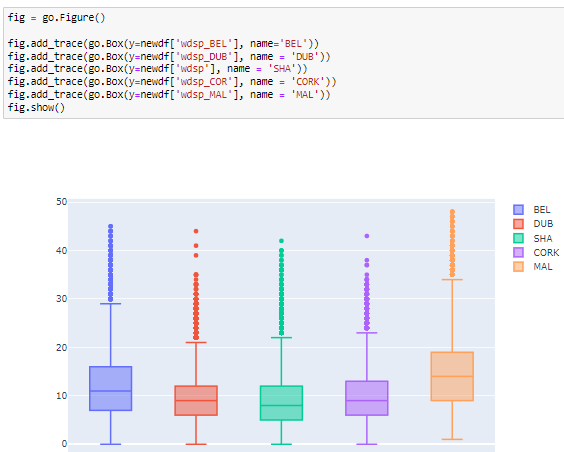 fig = go.Figure()
fig.add_trace(go.Box(y=newdf['wdsp_BEL'], name='BEL'))
fig.add_trace(go.Box(y=newdf['wdsp_DUB'], name = 'DUB'))
fig.add_trace(go.Box(y=newdf['wdsp'], name = 'SHA'))
fig.add_trace(go.Box(y=newdf['wdsp_COR'], name = 'CORK'))
fig.add_trace(go.Box(y=newdf['wdsp_MAL'], name = 'MAL'))
fig.show()
50
40
30
20
10
0
BEL
DUB
SHA
CORK
MAL